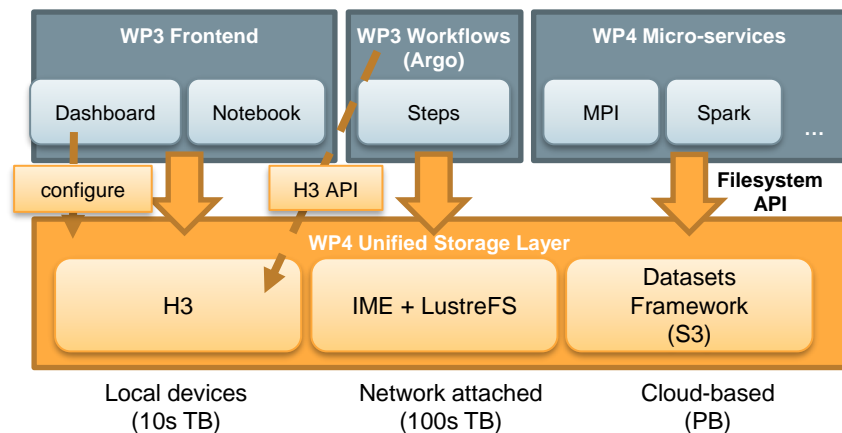 WP3 Frontend
WP3 Workflows
(Argo)
WP4 Micro-services
Dashboard
Notebook
Steps
MPI
Spark
...
configure
H3 API
Filesystem
API
WP4 Unified Storage Layer
H3
IME + LustreFS
Datasets
Framework
(S3)
Local devices
(10s TB)
Network attached
(100s TB)
Cloud-based
(PB)